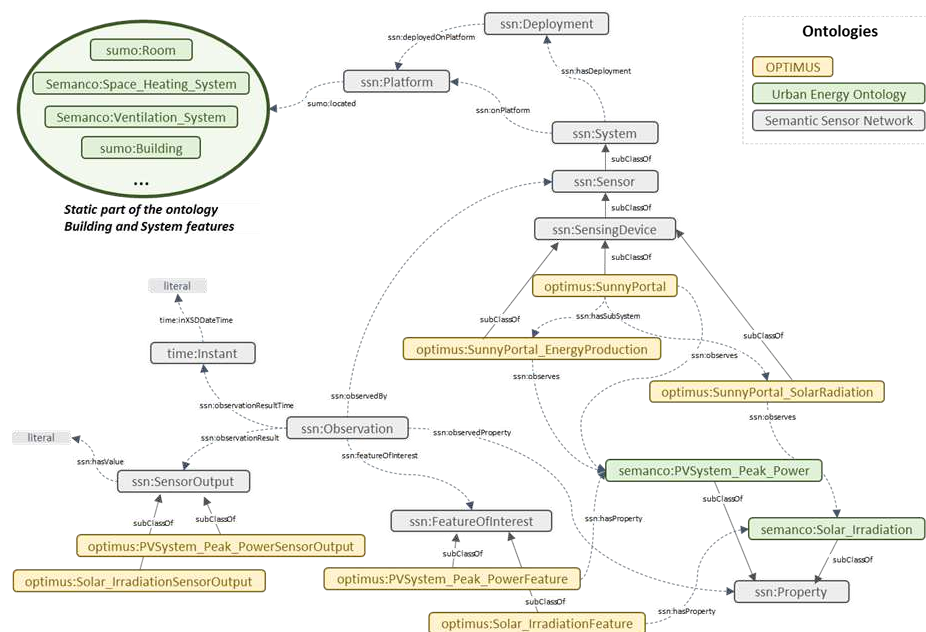 ssn:Deployment
ssn:deployedOnPlatform
sumo:Room
ssn:Platform
ssn:hasDeployment
Semanco:Space_Heating_System
sumo:located
ssn:onPlatform
Semanco:Ventilation_System
ssn:System
sumo:Building
subClassOf
...
ssn:Sensor
Static part of the ontology
Building and System features
subClassOf
ssn:SensingDevice
subClassOf
Ontologies
OPTIMUS
Urban Energy Ontology
Semantic Sensor Network
literal
optimus:SunnyPortal
time:inXSDDateTime
subClassOf
ssn:hasSubSystem
subClassOf
time:Instant
optimus:SunnyPortal_EnergyProduction
ssn:observes
ssn:observes
optimus:SunnyPortal_SolarRadiation
ssn:observedBy
ssn:observationResultTime
ssn:observes
literal
ssn:observationResult
ssn:Observation
ssn:observedProperty
ssn:hasValue
ssn:featureOfInterest
ssn:SensorOutput
semanco:PVSystem_Peak_Power
subClassOf
subClassOf
subClassOf
ssn:FeatureOfInterest
ssn:hasProperty
semanco:Solar_Irradiation
optimus:PVSystem_Peak_PowerSensorOutput
subClassOf
subClassOf
optimus:Solar_IrradiationSensorOutput
optimus:PVSystem_Peak_PowerFeature
ssn:Property
subClassOf
ssn:hasProperty
optimus:Solar_IrradiationFeature